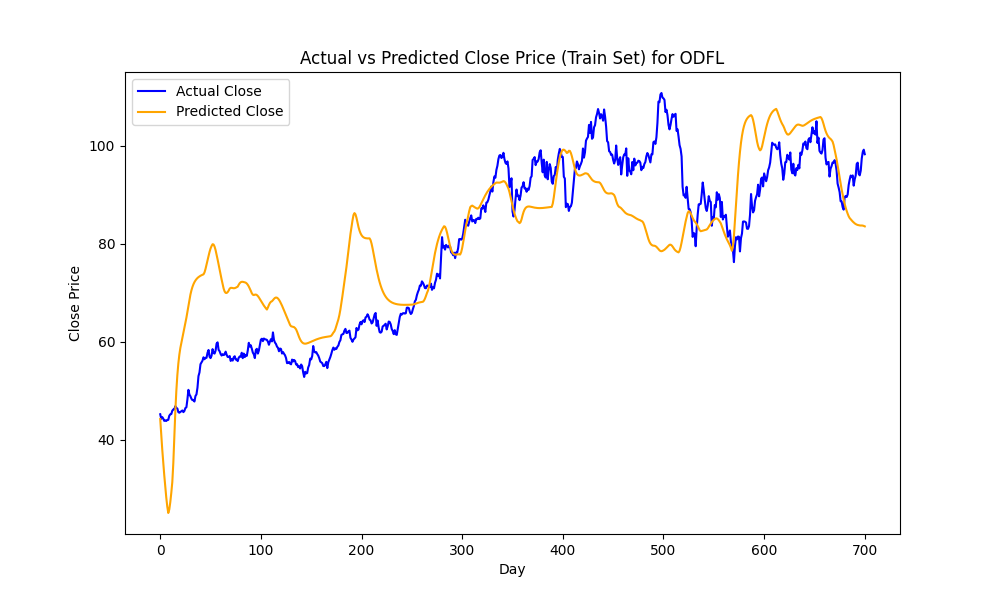 Actual vs Predicted Close Price (Train Set) for ODFL
Actual Close
Predicted Close
Close Price
100
80
60
40
0 100 200 300 400 500 600 700
Day